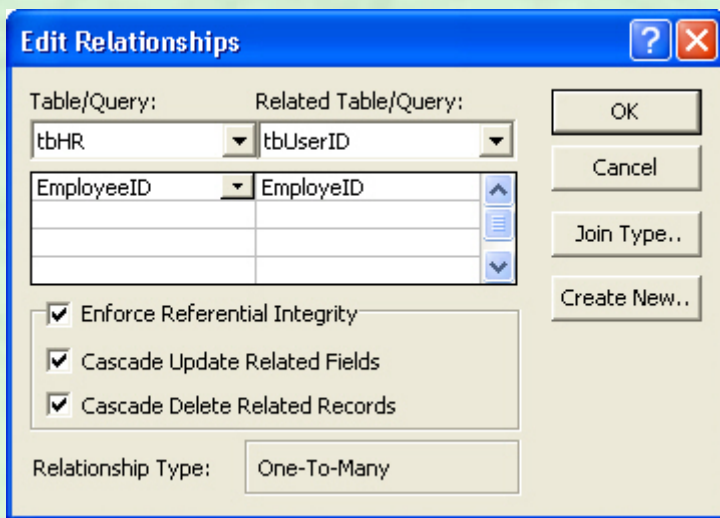 Edit Relationships
Table/Query: Related Table/Query:
tbHR tbUserID
EmployeeID EmployeID
Enforce Referential Integrity
Cascade Update Related Fields
Cascade Delete Related Records
Relationship Type: One-To-Many
OK
Cancel
Join Type..
Create New..